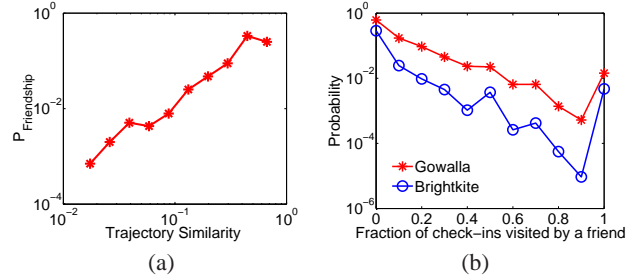 10^0
10^-2
10^-4
P_Friendship
10^-2
10^-1
10^0
Trajectory Similarity
(a)
10^0
10^-2
10^-4
10^-6
Probability
Gowalla
Brightkite
0 0.2 0.4 0.6 0.8 1
Fraction of check-ins visited by a friend
(b)